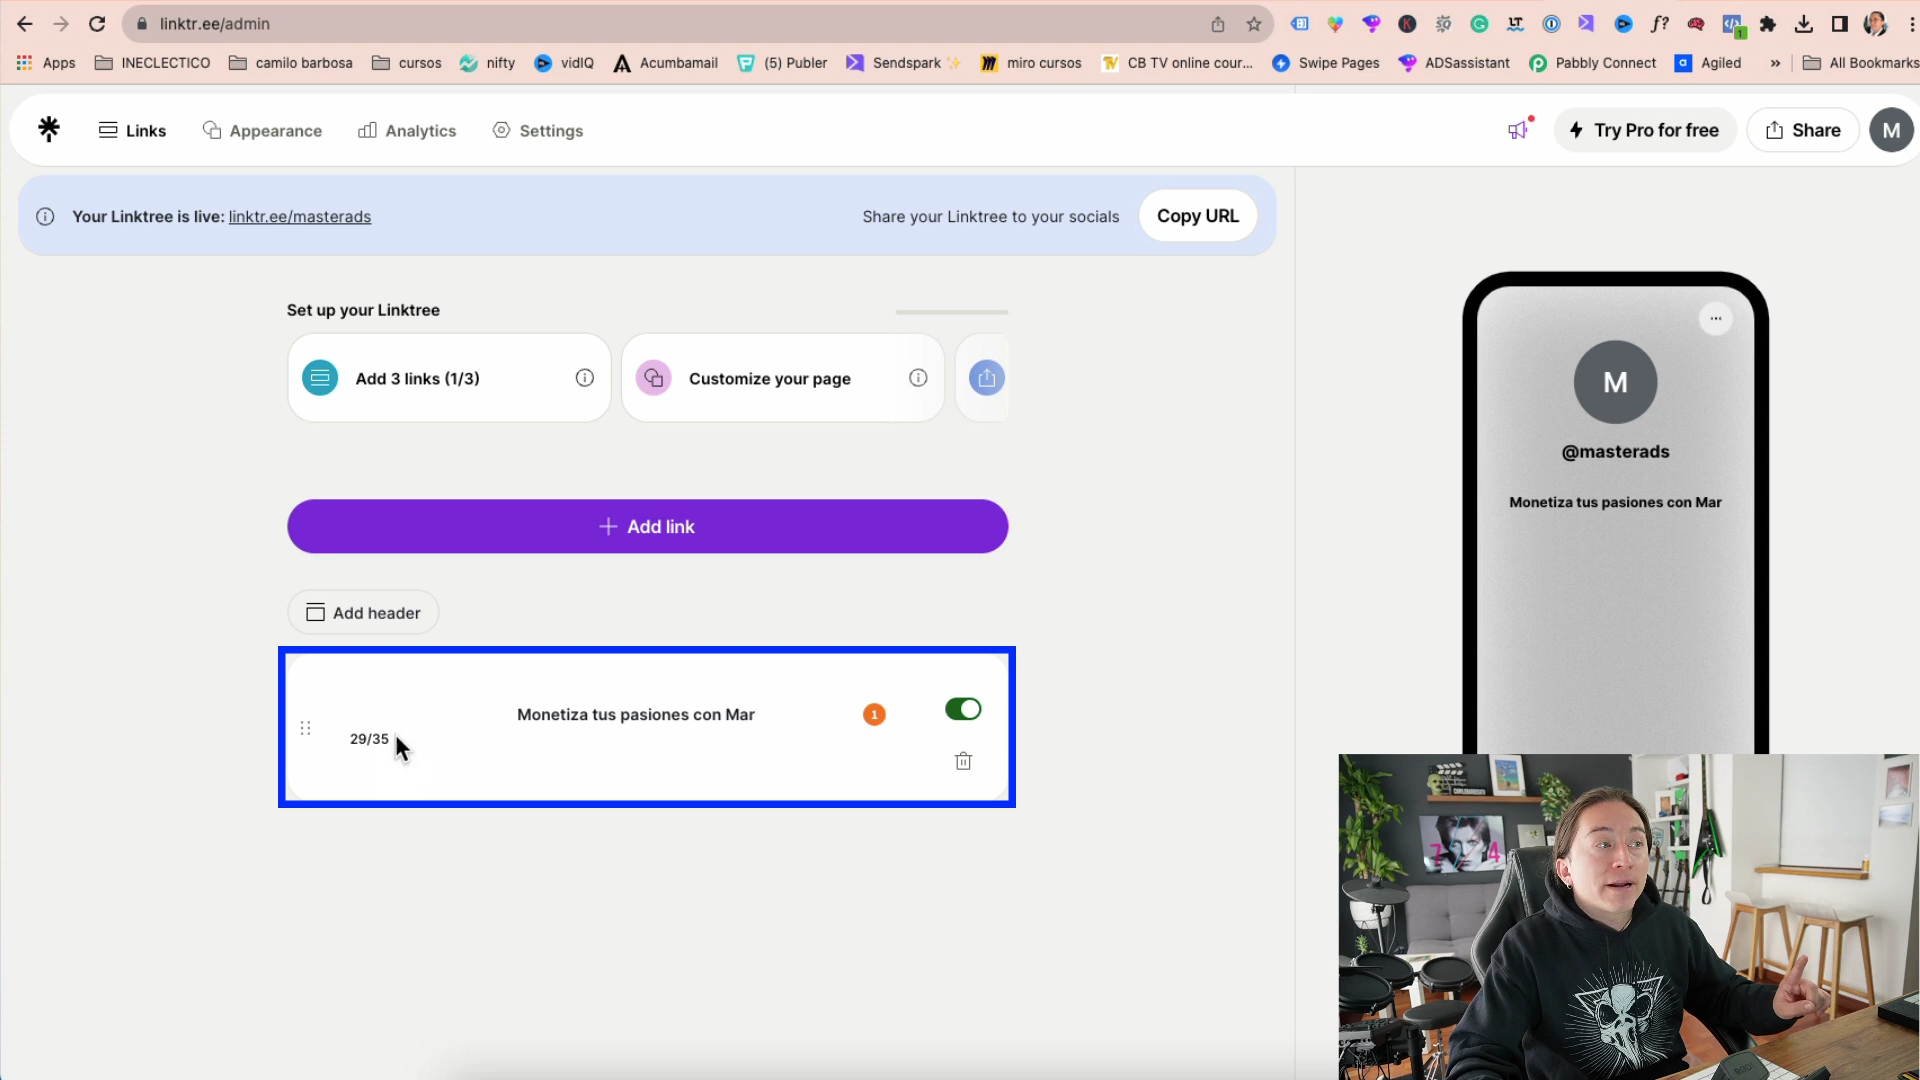 linktr.ee/admin
Apps INECLECTICO camilo barbosa cursos nifty vidIQ Acumbamail (5) Publer Sendspark✨ miro cursos CB TV online cour... Swipe Pages ADSassistant Pabbly Connect Agiled » All Bookmarks
Links Appearance Analytics Settings Try Pro for free Share M
Your Linktree is live: linktr.ee/masterads Share your Linktree to your socials Copy URL
Set up your Linktree
Add 3 links (1/3) Customize your page
+ Add link
Add header
Monetiza tus pasiones con Mar 1
29/35
M
@masterads
Monetiza tus pasiones con Mar